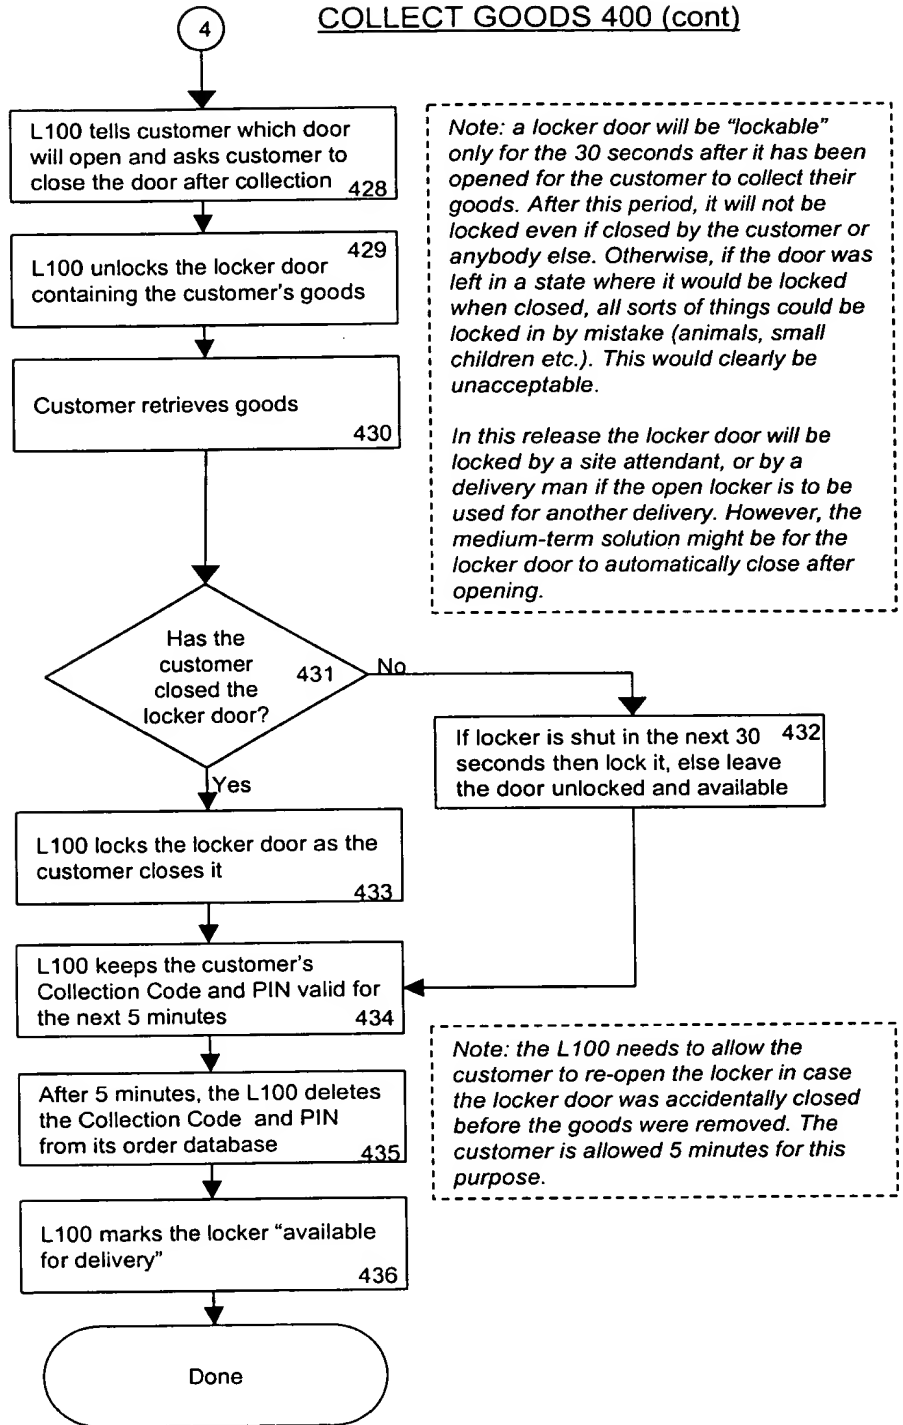 COLLECT GOODS 400 (cont)
4
L100 tells customer which door
will open and asks customer to
close the door after collection
428
429
L100 unlocks the locker door
containing the customer's goods
Customer retrieves goods
430
Note: a locker door will be "lockable"
only for the 30 seconds after it has been
opened for the customer to collect their
goods. After this period, it will not be
locked even if closed by the customer or
anybody else. Otherwise, if the door was
left in a state where it would be locked
when closed, all sorts of things could be
locked in by mistake (animals, small
children etc.). This would clearly be
unacceptable.
In this release the locker door will be
locked by a site attendant, or by a
delivery man if the open locker is to be
used for another delivery. However, the
medium-term solution might be for the
locker door to automatically close after
opening.
Has the
customer
closed the
locker door?
431
No
Yes
If locker is shut in the next 30
seconds then lock it, else leave
the door unlocked and available
432
L100 locks the locker door as the
customer closes it
433
L100 keeps the customer's
Collection Code and PIN valid for
the next 5 minutes
434
Note: the L100 needs to allow the
customer to re-open the locker in case
the locker door was accidentally closed
before the goods were removed. The
customer is allowed 5 minutes for this
purpose.
After 5 minutes, the L100 deletes
the Collection Code and PIN
from its order database
435
L100 marks the locker "available
for delivery"
436
Done